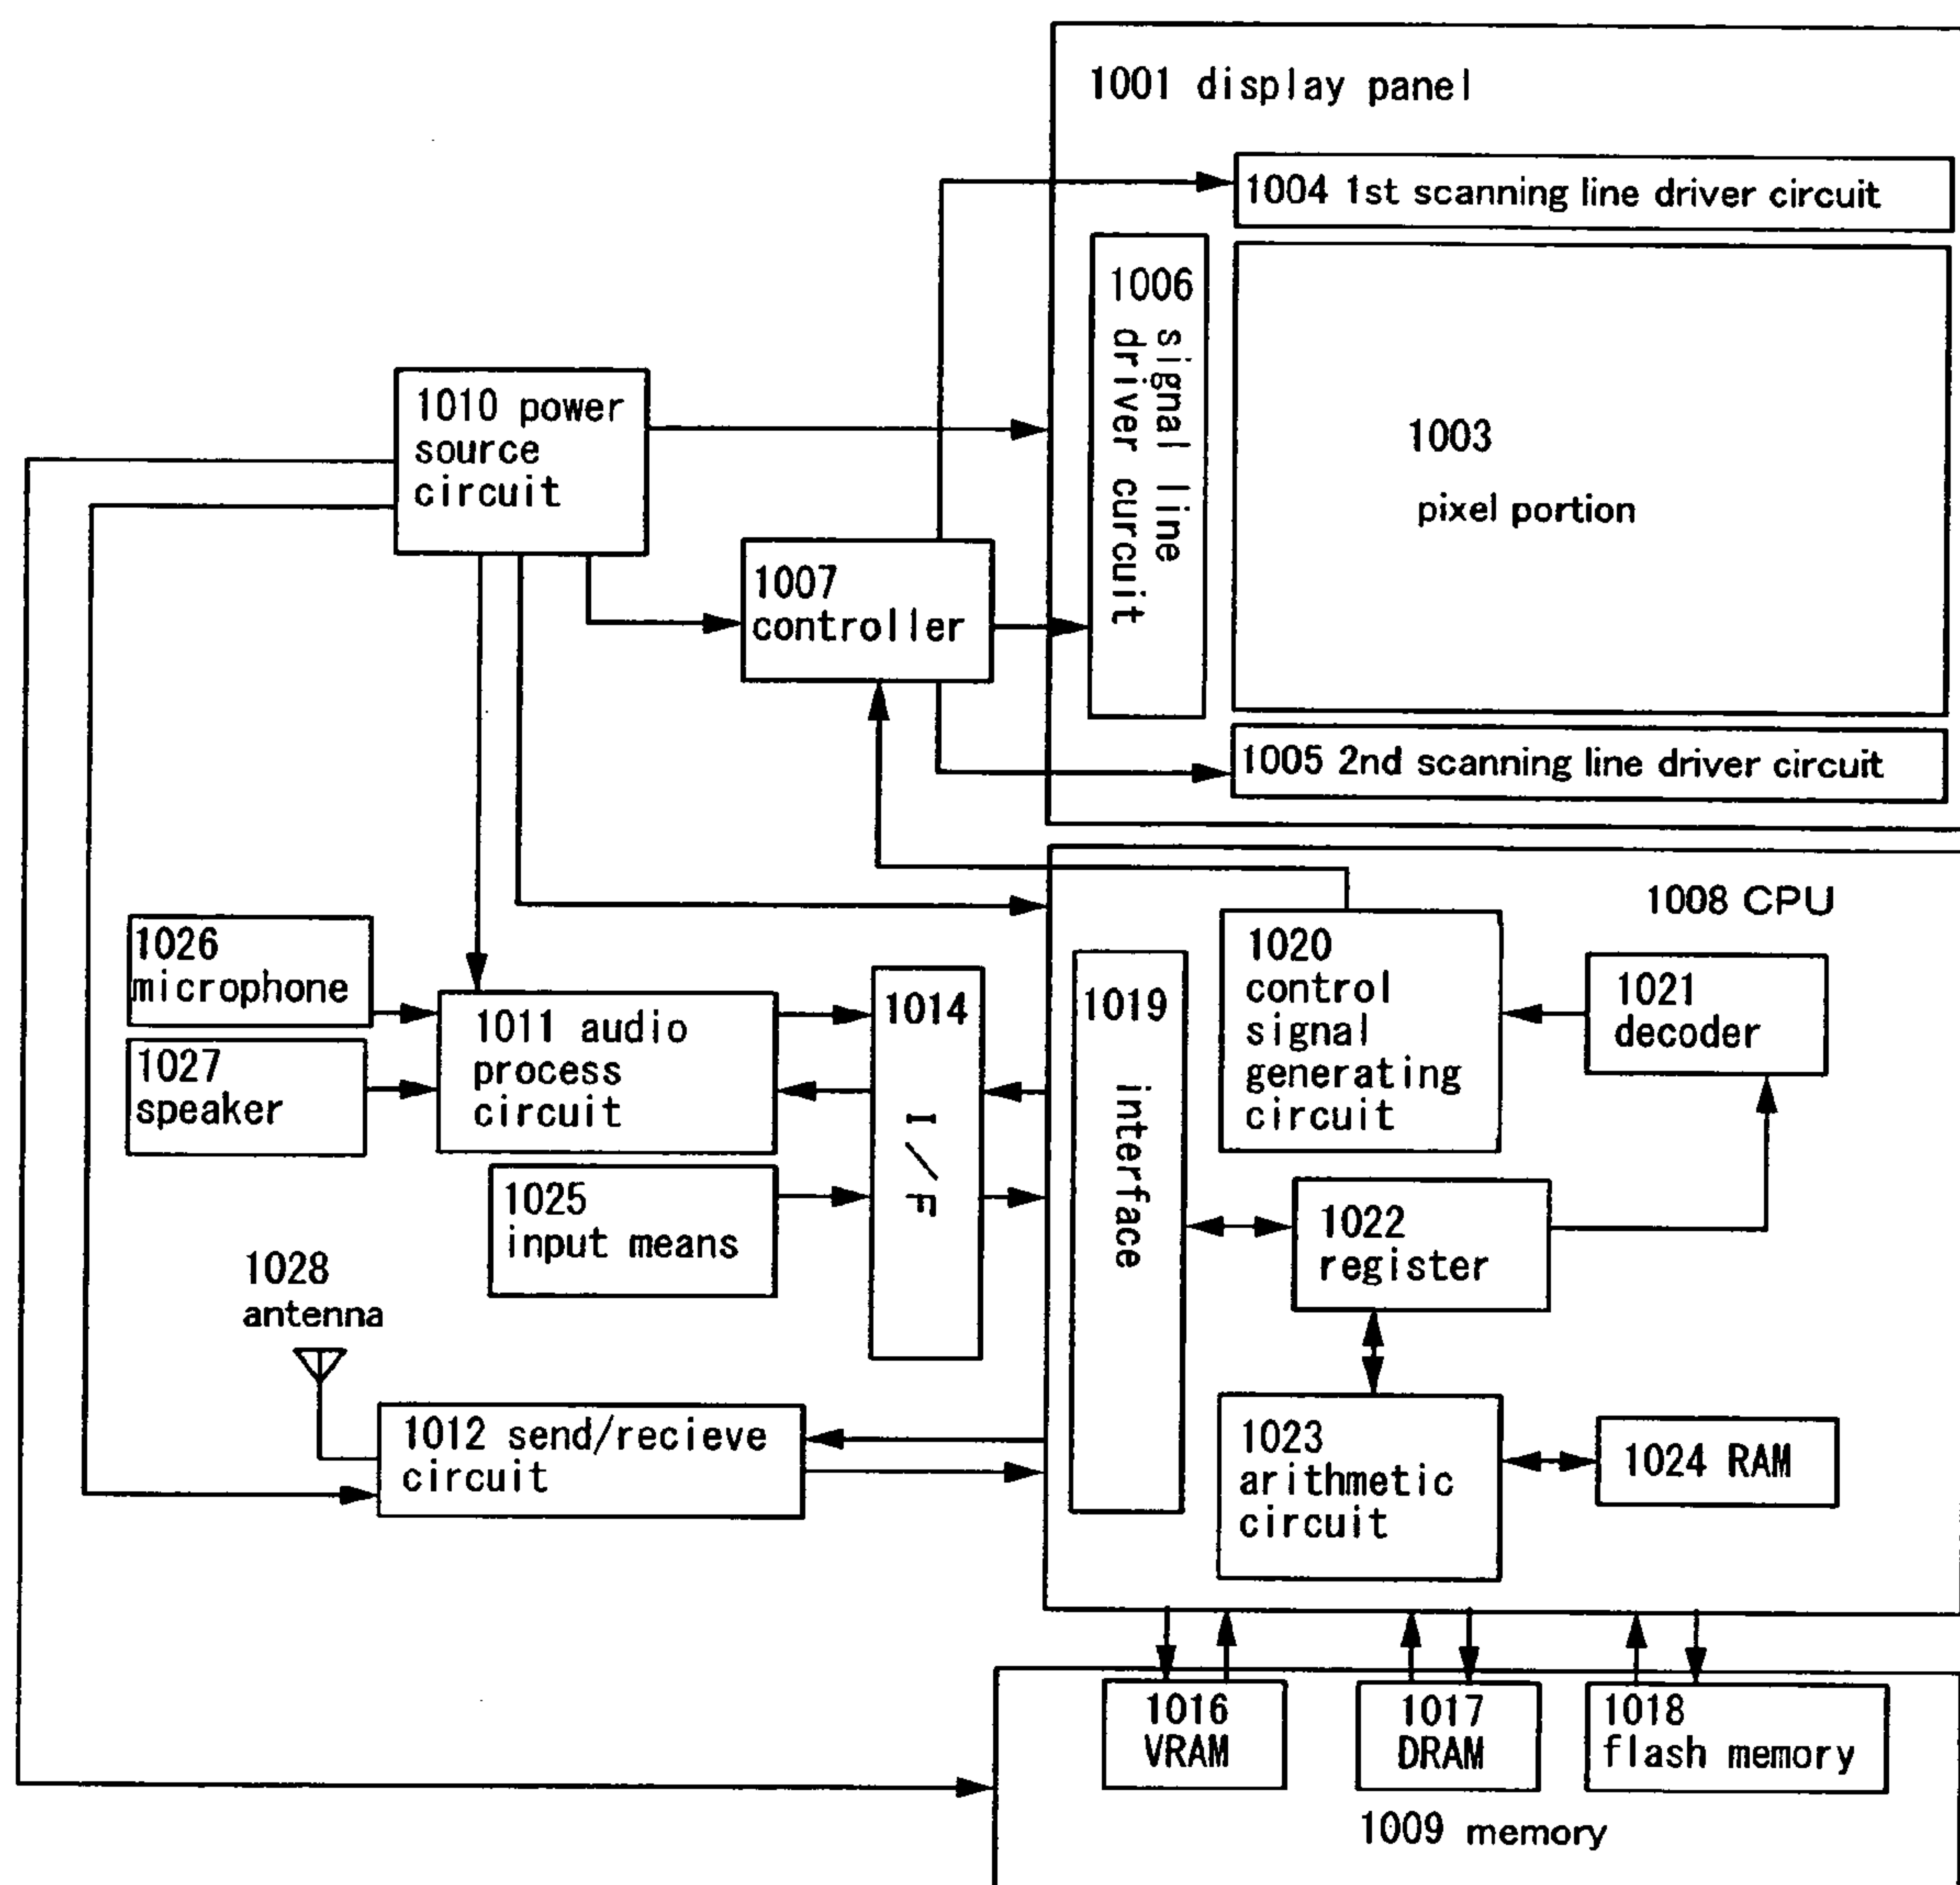 1001 display panel
1004 1st scanning line driver circuit
1006 signal line
driver curcuit
1003
pixel portion
1005 2nd scanning line driver circuit
1010 power
source
circuit
1007
controller
1008 CPU
1026
microphone
1027
speaker
1011 audio
process
circuit
1014
I/F
1025
input means
1028
antenna
1012 send/recieve
circuit
1019
interface
1020
control
signal
generating
circuit
1021
decoder
1022
register
1023
arithmetic
circuit
1024 RAM
1016
VRAM
1017
DRAM
1018
flash memory
1009 memory